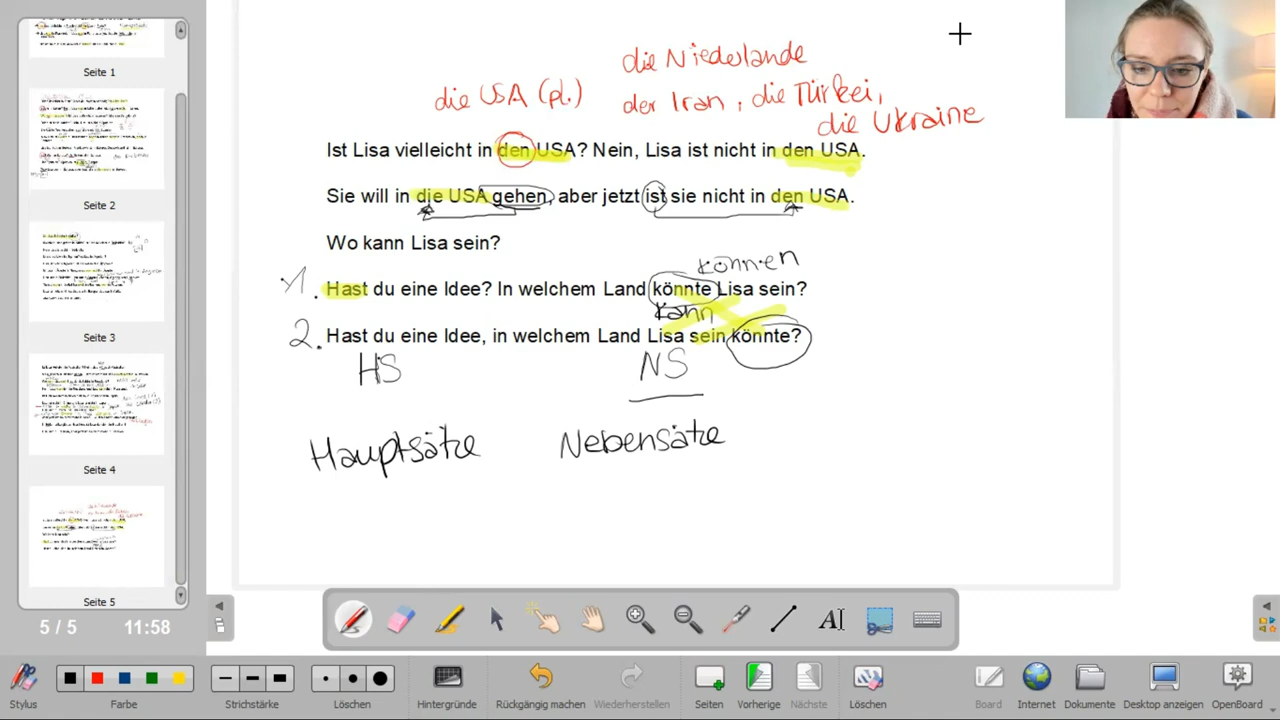 Seite 1
Seite 2
Seite 3
Seite 4
Seite 5
5 / 5 11:58
die Niederlande
die USA (pl.) der Iran, die Türkei,
die Ukraine
Ist Lisa vielleicht in den USA? Nein, Lisa ist nicht in den USA.
Sie will in die USA gehen, aber jetzt ist sie nicht in den USA.
Wo kann Lisa sein?
können
1. Hast du eine Idee? In welchem Land könnte Lisa sein?
kann
2. Hast du eine Idee, in welchem Land Lisa sein könnte?
HS NS
Hauptsätze Nebensätze
Stylus Farbe Strichstärke Löschen Hintergründe Rückgängig machen Wiederherstellen Seiten Vorherige Nächste Löschen Board Internet Dokumente Desktop anzeigen OpenBoard